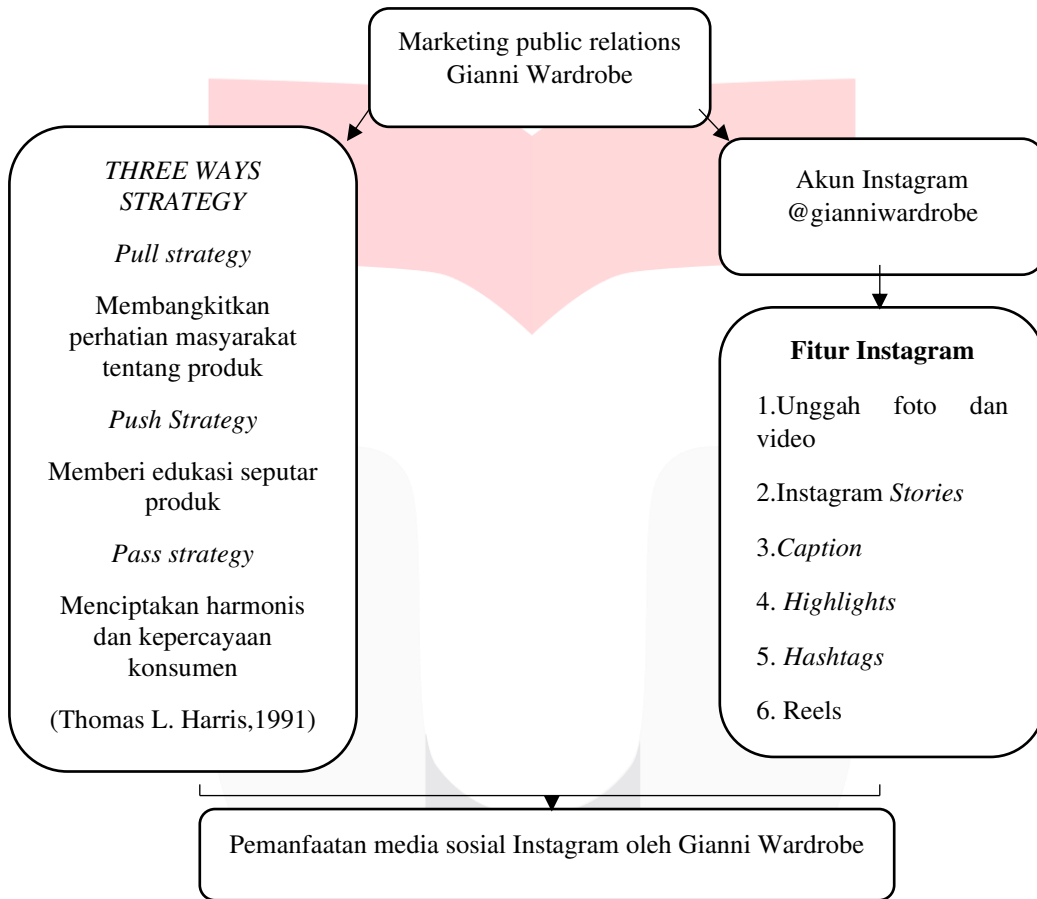 Marketing public relations
Gianni Wardrobe
THREE WAYS
STRATEGY
Pull strategy
Membangkitkan
perhatian masyarakat
tentang produk
Push Strategy
Memberi edukasi seputar
produk
Pass strategy
Menciptakan harmonis
dan kepercayaan
konsumen
(Thomas L. Harris,1991)
Akun Instagram
@gianniwardrobe
Fitur Instagram
1.Unggah foto dan
video
2.Instagram Stories
3.Caption
4. Highlights
5. Hashtags
6. Reels
Pemanfaatan media sosial Instagram oleh Gianni Wardrobe